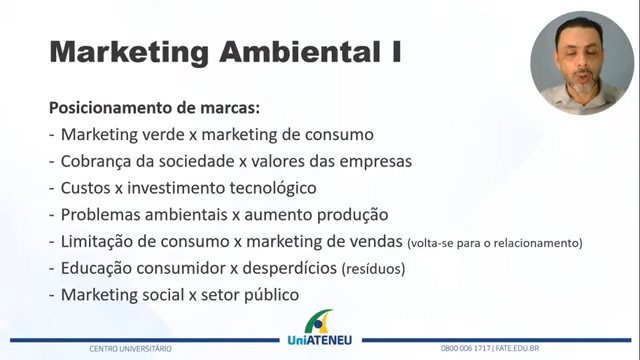 Marketing Ambiental I
Posicionamento de marcas:
- Marketing verde x marketing de consumo
- Cobrança da sociedade x valores das empresas
- Custos x investimento tecnológico
- Problemas ambientais x aumento produção
- Limitação de consumo x marketing de vendas (volta-se para o relacionamento)
- Educação consumidor x desperdícios (resíduos)
- Marketing social x setor público
CENTRO UNIVERSITÁRIO
UniATENEU
0800 006 1717 | FATE.EDU.BR